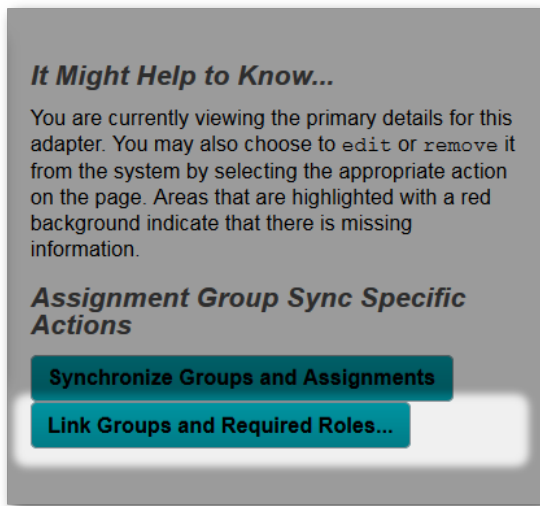 It Might Help to Know...
You are currently viewing the primary details for this
adapter. You may also choose to edit or remove it
from the system by selecting the appropriate action
on the page. Areas that are highlighted with a red
background indicate that there is missing
information.
Assignment Group Sync Specific
Actions
Synchronize Groups and Assignments
Link Groups and Required Roles...